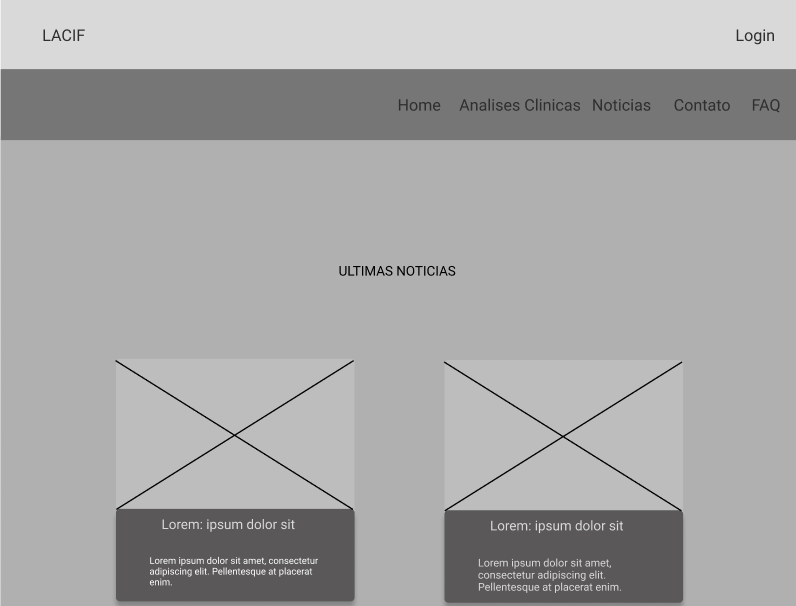 LACIF
Login
Home
Analises Clinicas
Noticias
Contato
FAQ
ULTIMAS NOTICIAS
Lorem: ipsum dolor sit
Lorem ipsum dolor sit amet, consectetur
adipiscing elit. Pellentesque at placerat
enim.
Lorem: ipsum dolor sit
Lorem ipsum dolor sit amet,
consectetur adipiscing elit.
Pellentesque at placerat enim.